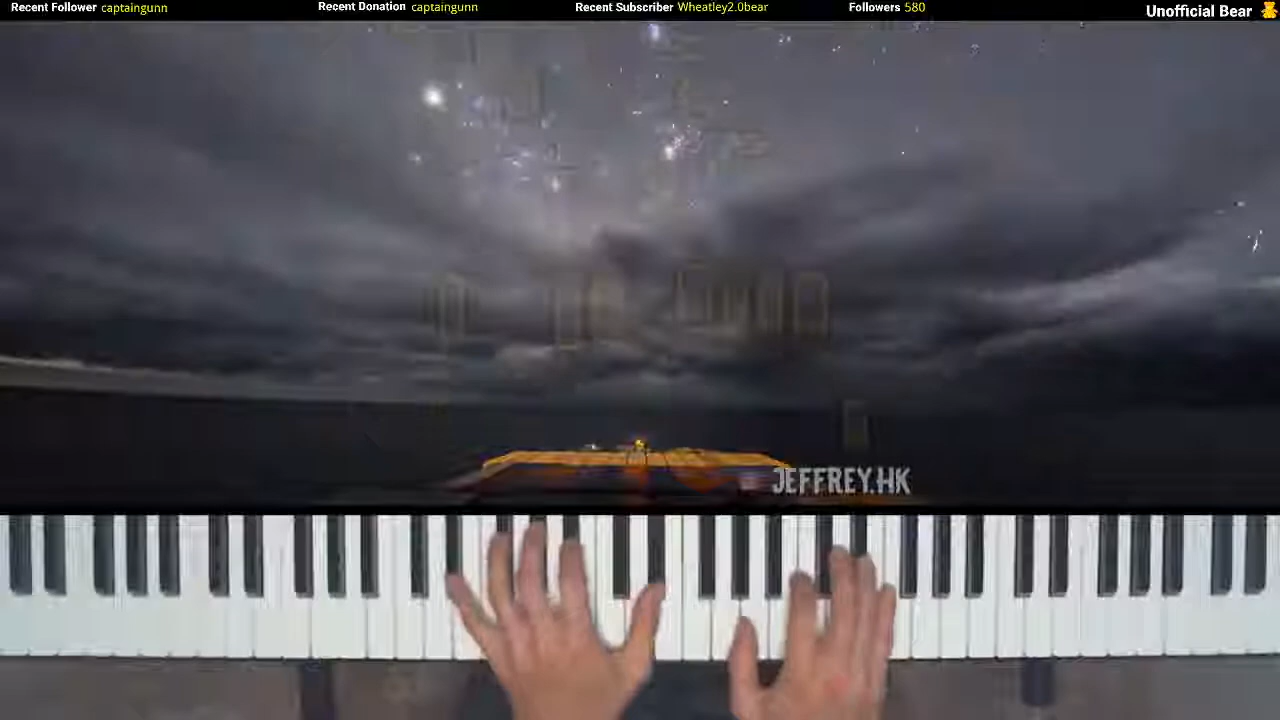 Recent Follower captaingunn
Recent Donation captaingunn
Recent Subscriber Wheatley2.0bear
Followers 580
Unofficial Bear
JEFFREY.HK